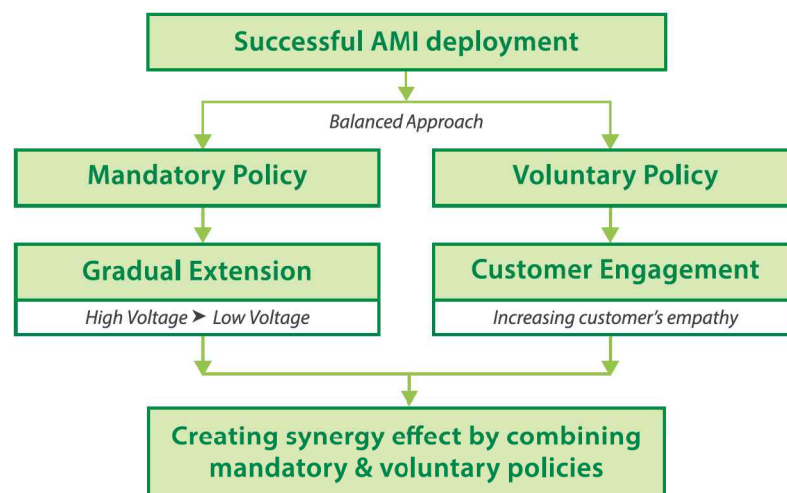 Successful AMI deployment
Balanced Approach
Mandatory Policy
Voluntary Policy
Gradual Extension
High Voltage ➤ Low Voltage
Customer Engagement
Increasing customer’s empathy
Creating synergy effect by combining
mandatory & voluntary policies